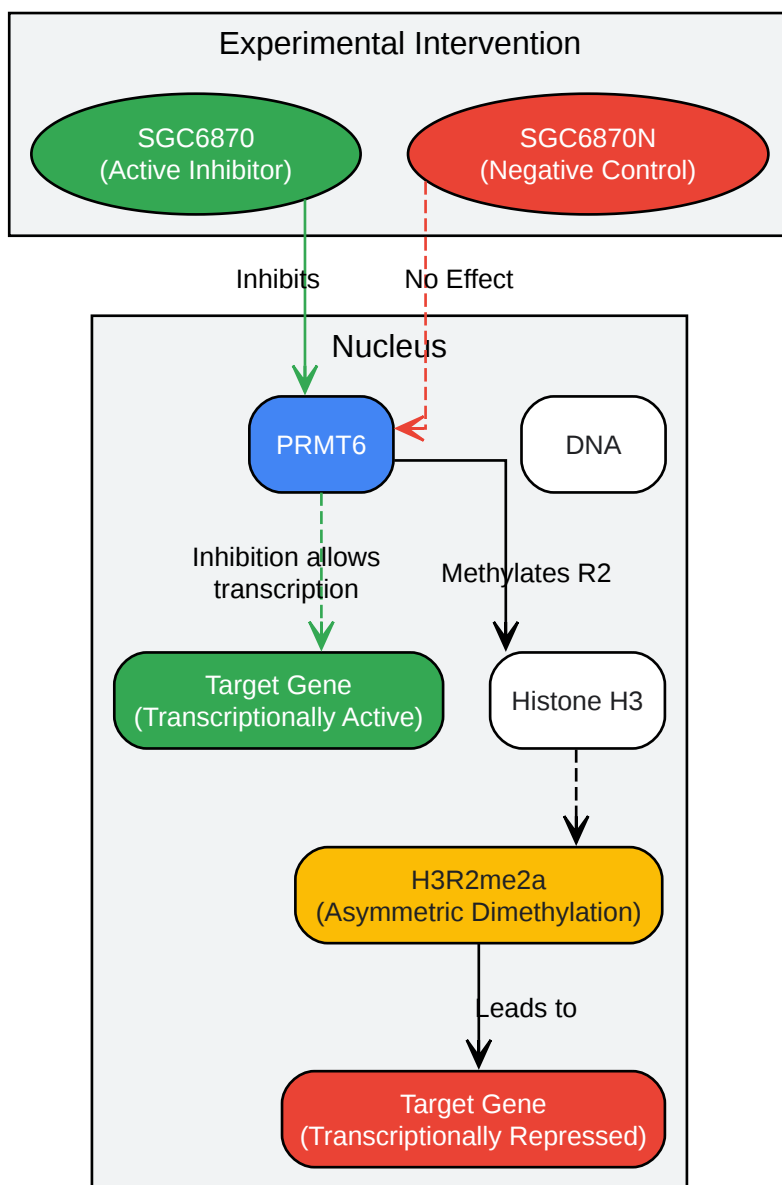 Experimental Intervention
SGC6870
(Active Inhibitor)
SGC6870N
(Negative Control)
Inhibits
No Effect
Nucleus
PRMT6
DNA
Inhibition allows
transcription
Methylates R2
Target Gene
(Transcriptionally Active)
Histone H3
H3R2me2a
(Asymmetric Dimethylation)
Leads to
Target Gene
(Transcriptionally Repressed)